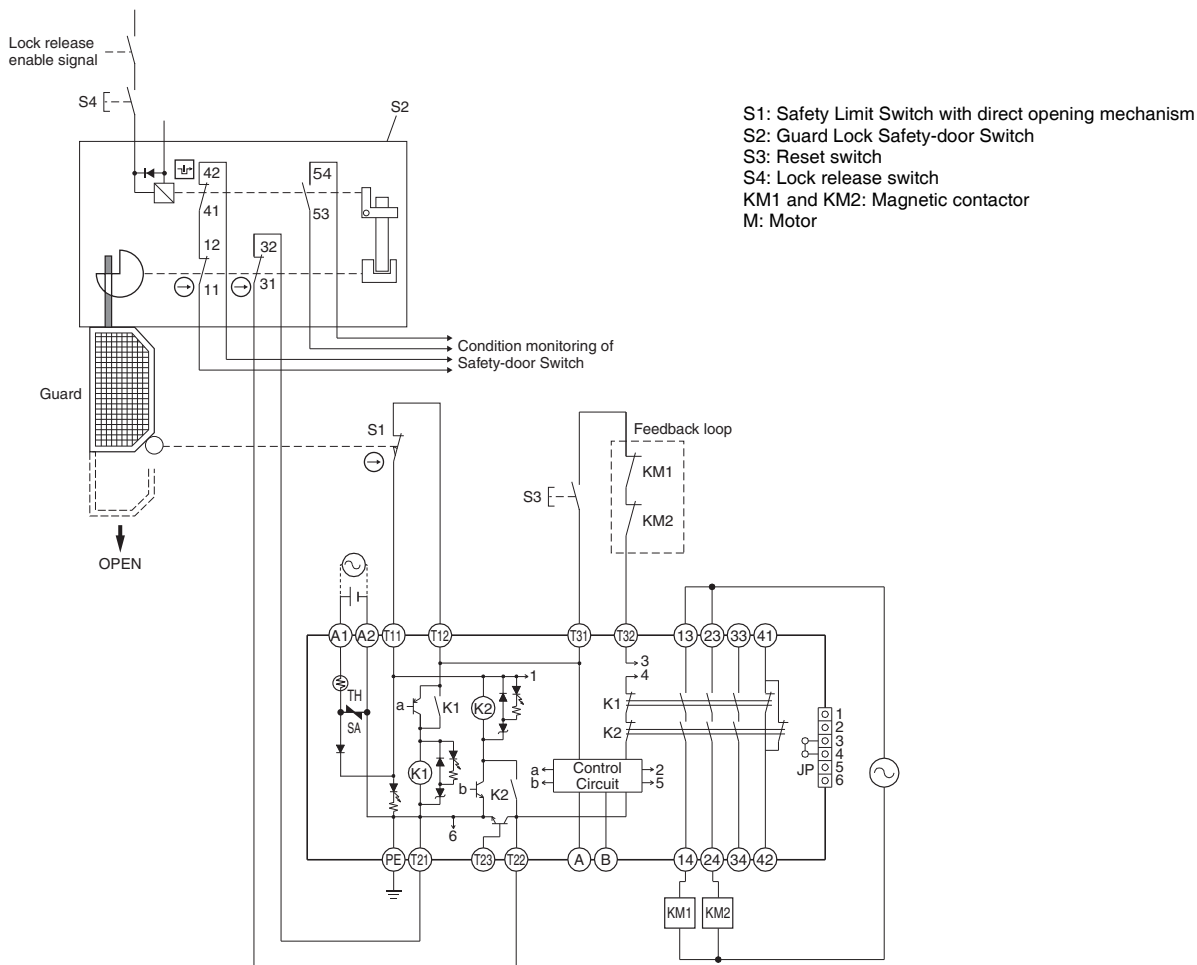 Lock release
enable signal
S4
S2
S1: Safety Limit Switch with direct opening mechanism
S2: Guard Lock Safety-door Switch
S3: Reset switch
S4: Lock release switch
KM1 and KM2: Magnetic contactor
M: Motor
42
54
41
53
12
32
11
31
Condition monitoring of
Safety-door Switch
Guard
S1
Feedback loop
KM1
S3
KM2
OPEN
A1 A2 T11 T12 T31 T32 13 23 33 41
3
1
4
TH
a
K1
K2
K1
SA
K2
1
2
3
4
5
6
JP
K1
a
b
Control
Circuit
2
5
b
K2
6
PE T21 T23 T22 A B 14 24 34 42
KM1 KM2